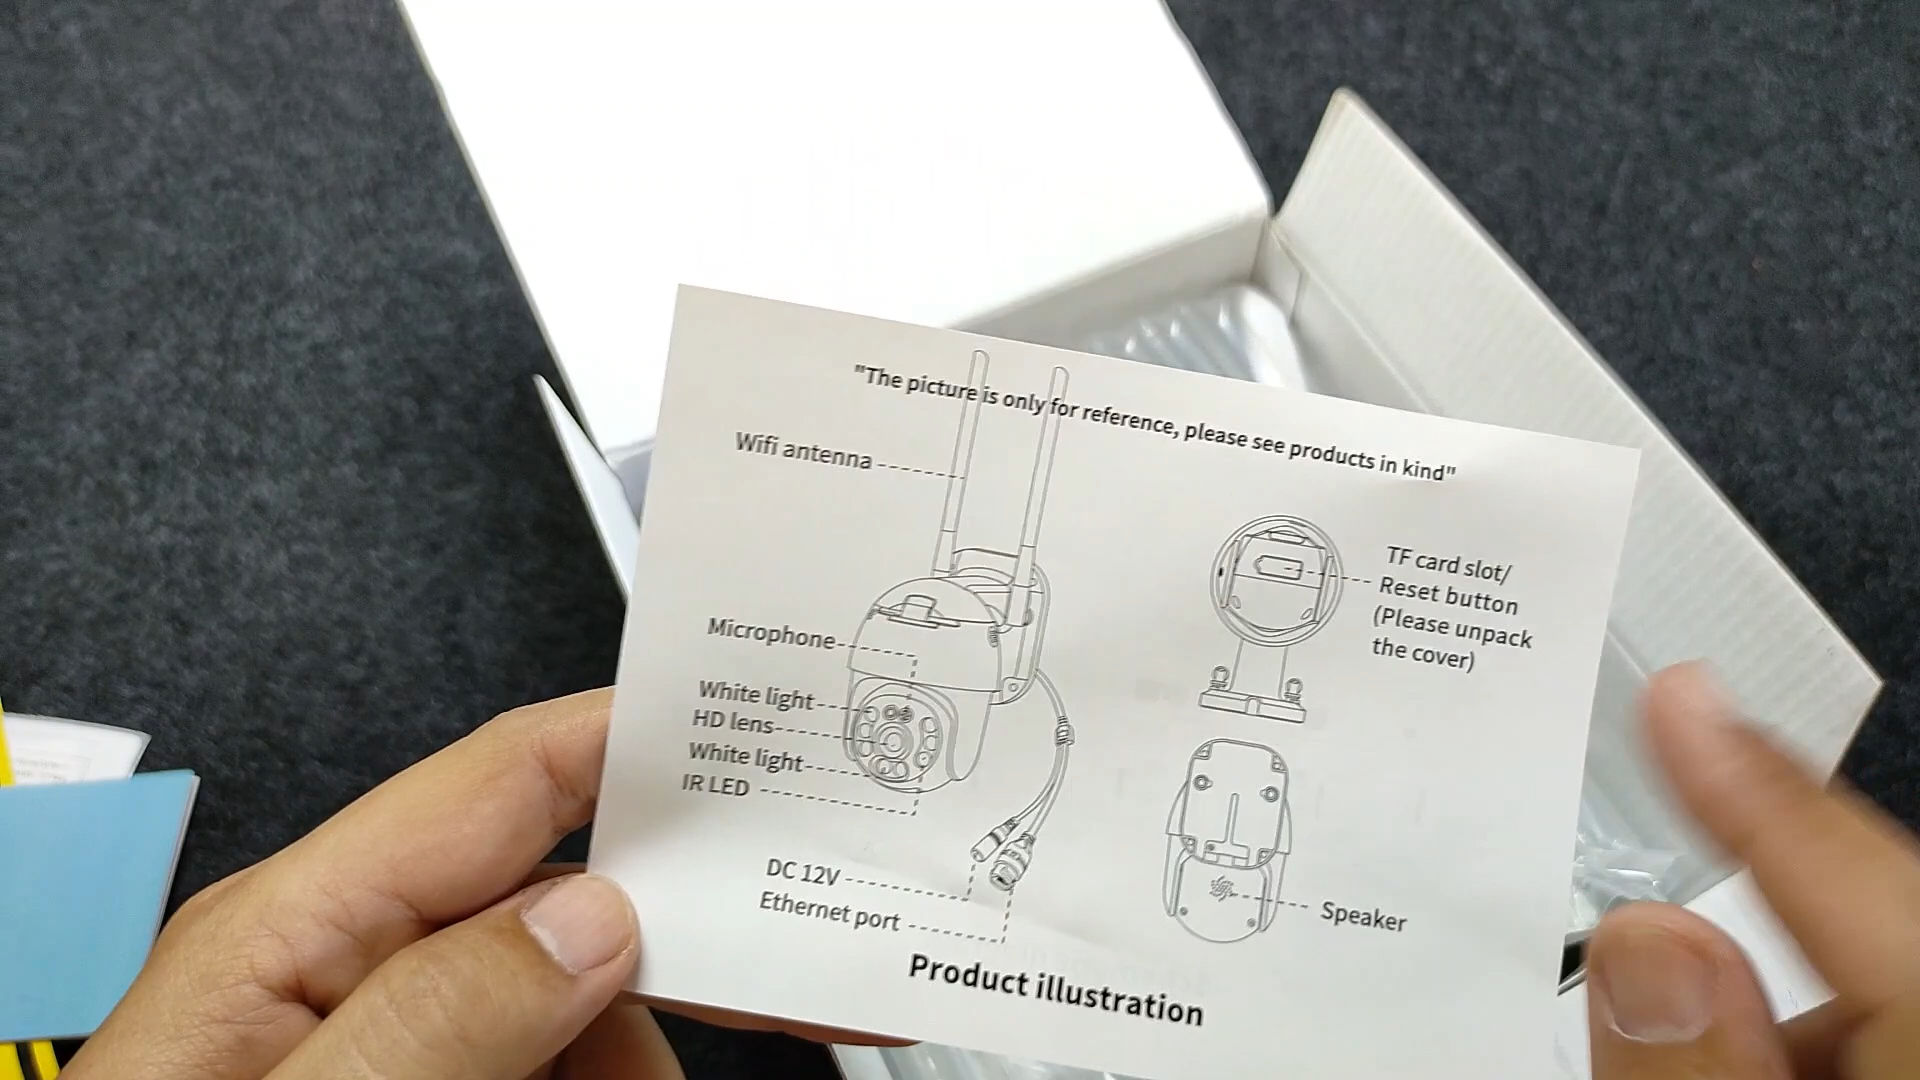 "The picture is only for reference, please see products in kind"
Wifi antenna
TF card slot/
Reset button
(Please unpack
the cover)
Microphone
White light
HD lens
White light
IR LED
DC 12V
Ethernet port
Speaker
Product illustration